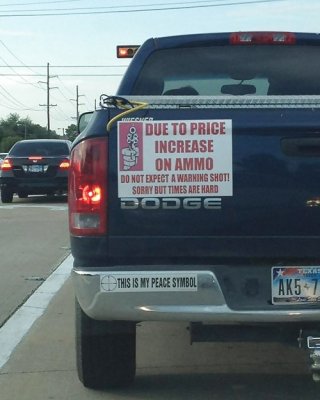 DUE TO PRICE
INCREASE
ON AMMO
DO NOT EXPECT A WARNING SHOT!
SORRY BUT TIMES ARE HARD
DODGE
THIS IS MY PEACE SYMBOL
TEXAS